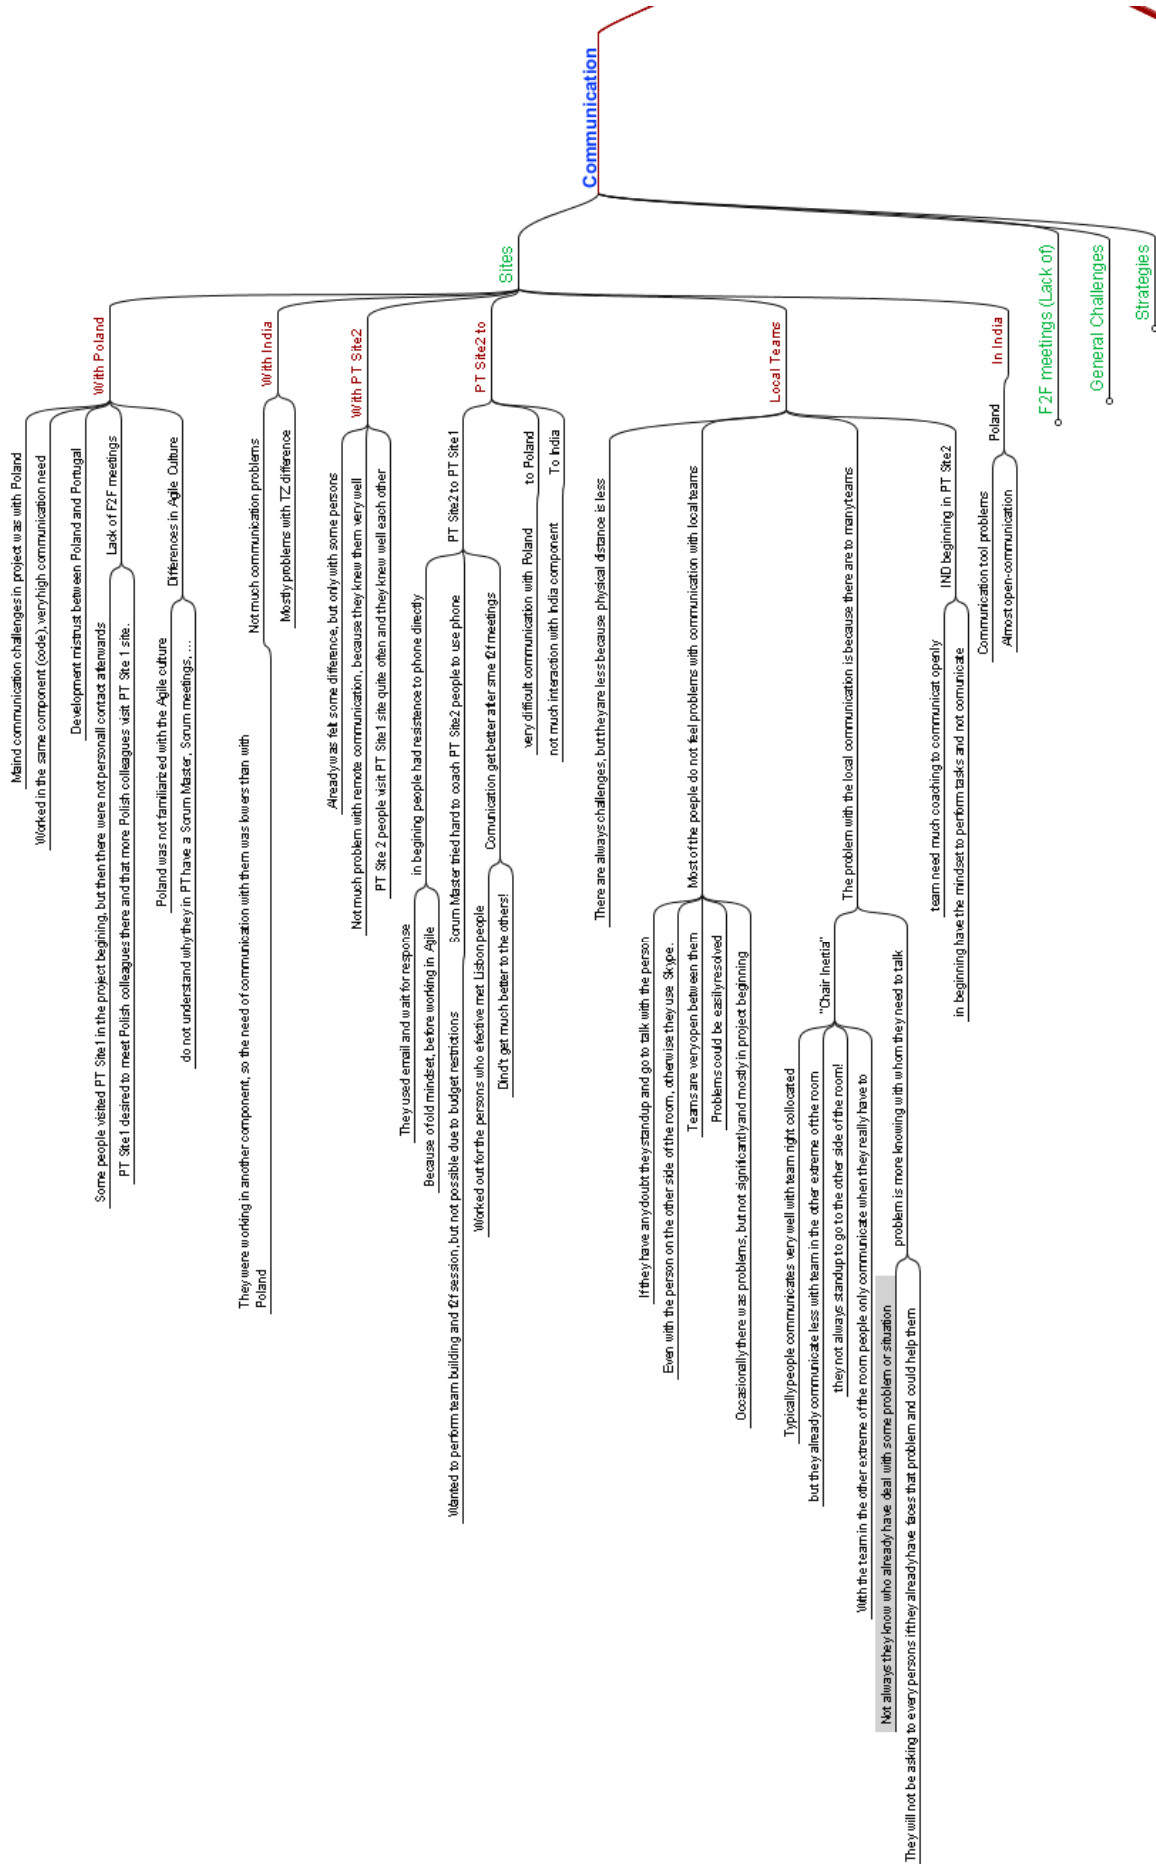 Communication
Sites
With Poland
Maind communication challenges in project was with Poland
Worked in the same component (code), very high communication need
Development mistrust between Poland and Portugal
Lack of F2F meetings
Some people visited PT Site1 in the project begining, but then there were not personall contact afterwards
PT Site1 desired to meet Polish colleagues there and that more Polish colleagues visit PT Site 1 site.
Differences in Agile Culture
Poland was not familiarized with the Agile culture
do not understand why they in PT have a Scrum Master, Scrum meetings, ...
With India
Not much communication problems
They were working in another component, so the need of communication with them was lowers than with
Poland
Mostly problems with TZ difference
With PT Site2
Already was felt some difference, but only with some persons
Not much problem with remote communication, because they knew them very well
PT Site 2 people visit PT Site1 site quite often and they knew well each other
PT Site2 to
PT Site2 to PT Site1
in begining people had resistence to phone directly
They used email and wait for response
Because of old mindset, before working in Agile
Scrum Master tried hard to coach PT Site2 people to use phone
Wanted to perform team building and f2f session, but not possible due to budget restrictions
Comunication get better after sme f2f meetings
Worked out for the persons who efective met Lisbon people
Dind't get much better to the others!
to Poland
very difficult communication with Poland
To India
not much interaction with India component
Local Teams
There are always challenges, but they are less because physical distance is less
Most of the poeple do not feel problems with communication with local teams
If they have any doubt they standup and go to talk with the person
Even with the person on the other side of the room, otherwise they use Skype.
Teams are very open between them
Problems could be easily resolved
Occasionally there was problems, but not significantly and mostly in project beginning
The problem with the local communication is because there are to many teams
"Chair Inertia"
Typically people communicates very well with team right collocated
but they already communicate less with team in the other extreme of the room
they not always standup to go to the other side of the room!
With the team in the other extreme of the room people only communicate when they really have to
problem is more knowing with whom they need to talk
Not always they know who already have deal with some problem or situation
They will not be asking to every persons if they already have faces that problem and could help them
IND beginning in PT Site2
team need much coaching to communicat openly
in beginning have the mindset to perform tasks and not comunicate
In India
Poland
Communication tool problems
Almost open-communication
F2F meetings (Lack of)
General Challenges
Strategies